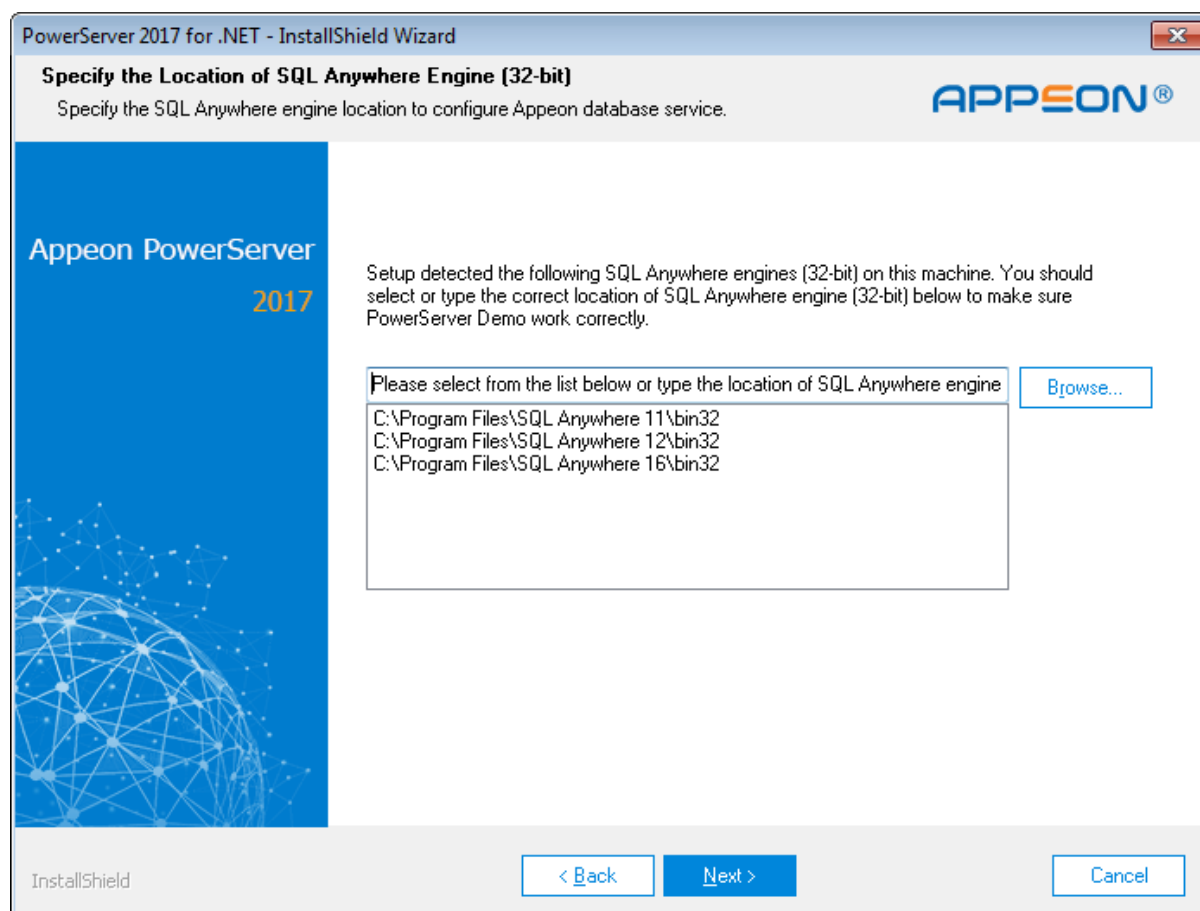 PowerServer 2017 for .NET - InstallShield Wizard
Specify the Location of SQL Anywhere Engine (32-bit)
Specify the SQL Anywhere engine location to configure Appeon database service.
APPEON®
Appeon PowerServer
2017
Setup detected the following SQL Anywhere engines (32-bit) on this machine. You should
select or type the correct location of SQL Anywhere engine (32-bit) below to make sure
PowerServer Demo work correctly.
Please select from the list below or type the location of SQL Anywhere engine
Browse...
C:\Program Files\SQL Anywhere 11\bin32
C:\Program Files\SQL Anywhere 12\bin32
C:\Program Files\SQL Anywhere 16\bin32
InstallShield
< Back
Next >
Cancel